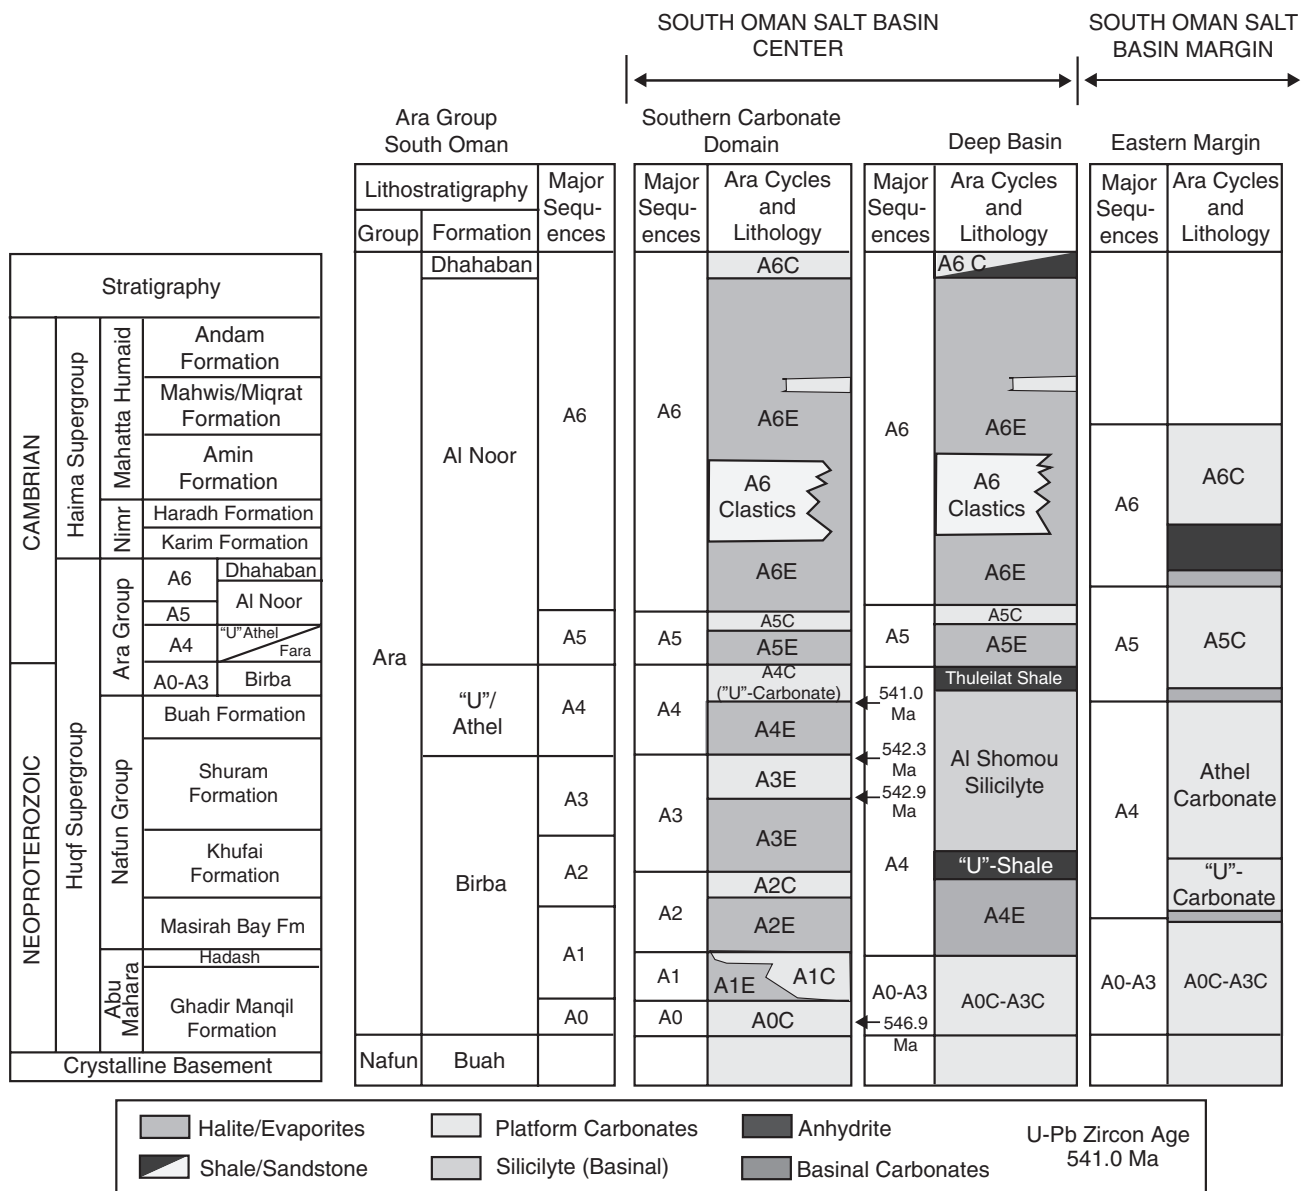 SOUTH OMAN SALT BASIN
CENTER
SOUTH OMAN SALT
BASIN MARGIN
Ara Group
South Oman
Southern Carbonate
Domain
Deep Basin
Eastern Margin
Lithostratigraphy
Group
Formation
Major
Sequ-
ences
Major
Sequ-
ences
Ara Cycles
and
Lithology
Major
Sequ-
ences
Ara Cycles
and
Lithology
Major
Sequ-
ences
Ara Cycles
and
Lithology
Stratigraphy
CAMBRIAN
NEOPROTEROZOIC
Haima Supergroup
Huqf Supergroup
Mahatta Humaid
Nimr
Ara Group
Nafun Group
Abu
Mahara
Andam
Formation
Mahwis/Miqrat
Formation
Amin
Formation
Haradh Formation
Karim Formation
A6
Dhahaban
A5
Al Noor
A4
"U" Athel
Fara
A0-A3
Birba
Buah Formation
Shuram
Formation
Khufai
Formation
Masirah Bay Fm
Hadash
Ghadir Manqil
Formation
Crystalline Basement
Ara
Nafun
Dhahaban
Al Noor
"U"/
Athel
Birba
Buah
A6
A5
A4
A3
A2
A1
A0
A6
A5
A4
A3
A2
A1
A0
A6C
A6E
A6
Clastics
A6E
A5C
A5E
A4C
("U"-Carbonate)
A4E
A3E
A3E
A2C
A2E
A1E
A1C
A0C
541.0
Ma
542.3
Ma
542.9
Ma
546.9
Ma
A6
A5
A4
A0-A3
A6 C
A6E
A6
Clastics
A6E
A5C
A5E
Thuleilat Shale
Al Shomou
Silicilyte
"U"-Shale
A4E
A0C-A3C
A6
A5
A4
A0-A3
A6C
A5C
Athel
Carbonate
"U"-
Carbonate
A0C-A3C
Halite/Evaporites
Platform Carbonates
Anhydrite
Shale/Sandstone
Silicilyte (Basinal)
Basinal Carbonates
U-Pb Zircon Age
541.0 Ma